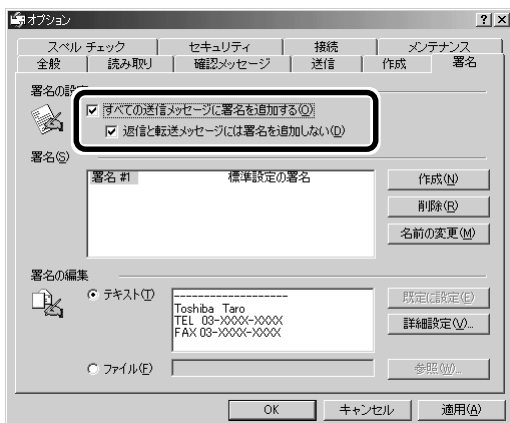 オプション
スペル チェック セキュリティ 接続 メンテナンス
全般 読み取り 確認メッセージ 送信 作成 署名
署名の設定
すべての送信メッセージに署名を追加する(O)
返信と転送メッセージには署名を追加しない(D)
署名(S)
署名 #1 標準設定の署名
作成(N)
削除(R)
名前の変更(M)
署名の編集
テキスト(T)
--------------------
Toshiba Taro
TEL 03-XXXX-XXXX
FAX 03-XXXX-XXXX
既定に設定(E)
詳細設定(V)...
ファイル(F)
参照(W)...
OK キャンセル 適用(A)